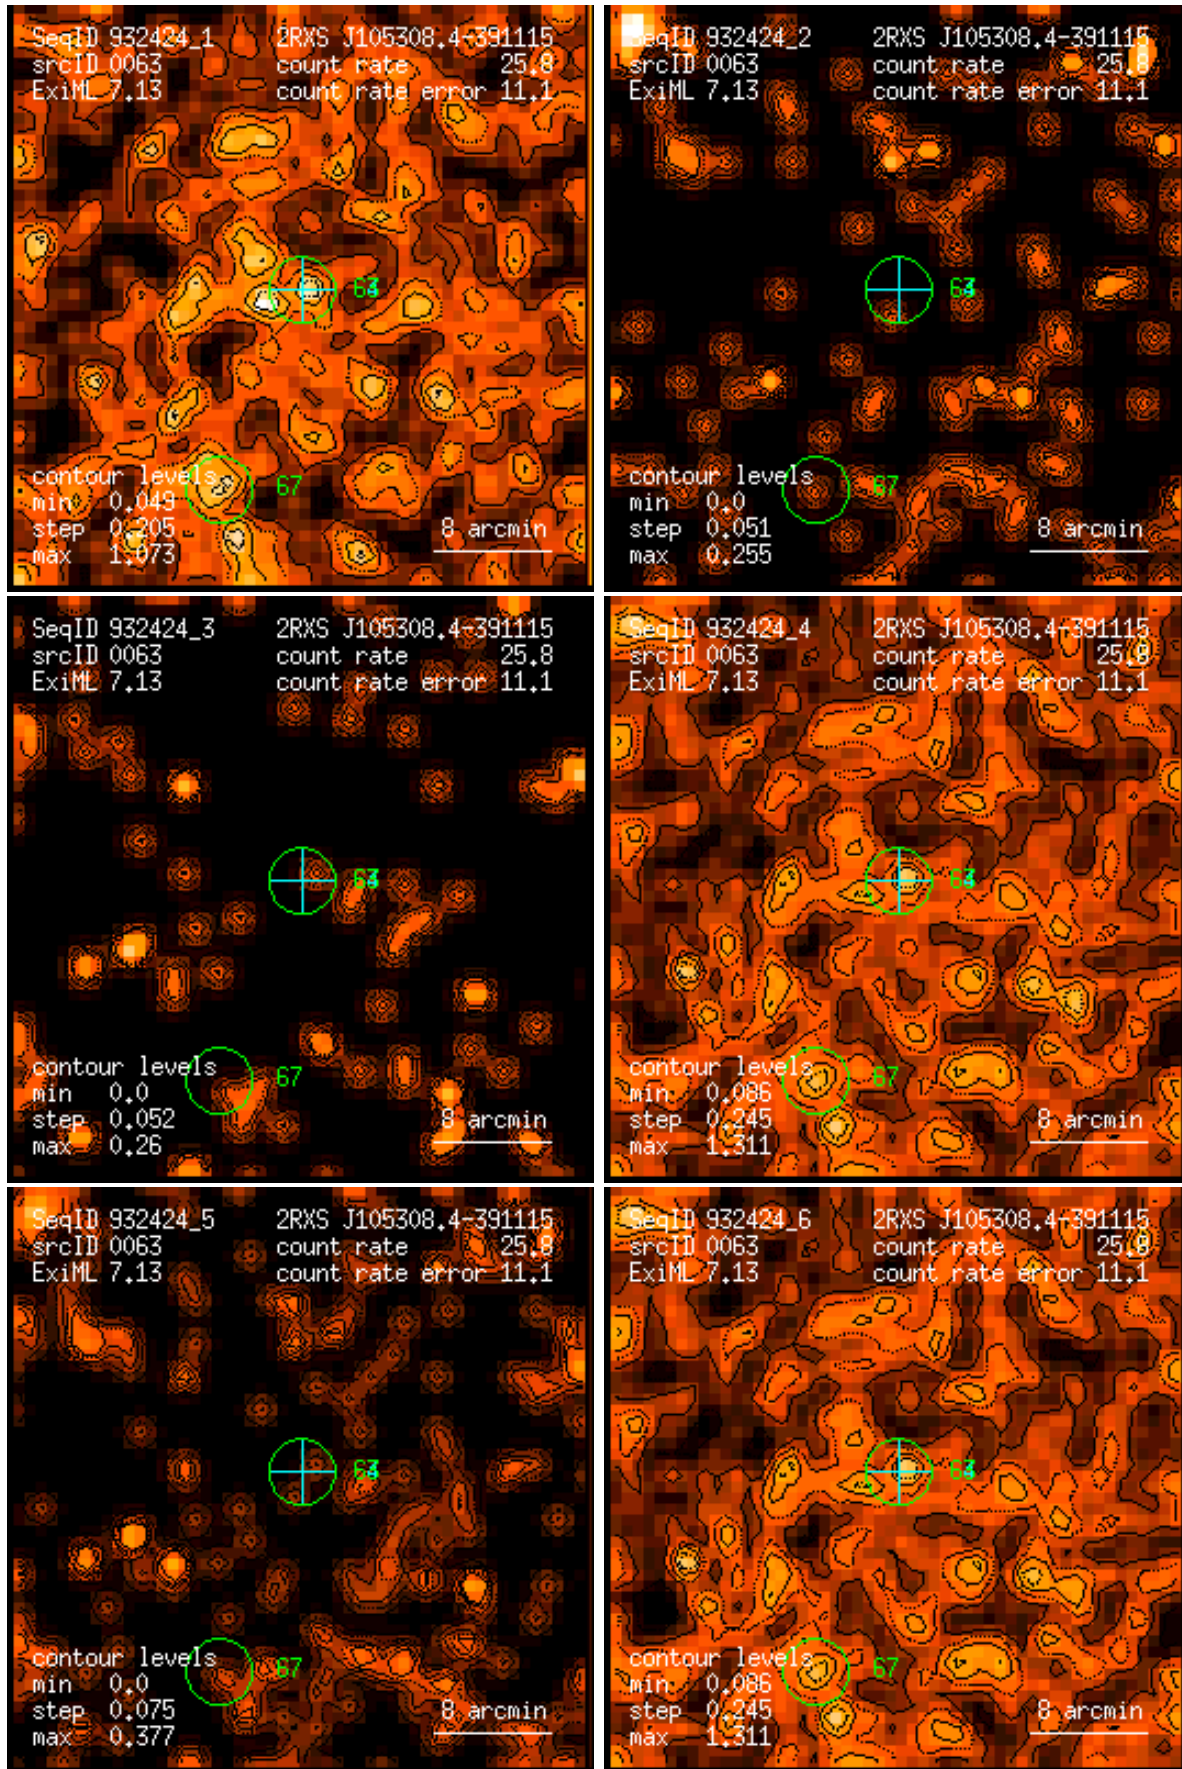 SeqID 932424_1 2RXS J105308.4-391115
srcID 0063 count rate 25.8
ExiML 7.13 count rate error 11.1
contour levels
67
min 0.049
step 0.205
max 1.073
8 arcmin
SeqID 932424_2 2RXS J105308.4-391115
srcID 0063 count rate 25.8
ExiML 7.13 count rate error 11.1
contour levels
67
min 0.0
step 0.051
max 0.255
8 arcmin
SeqID 932424_3 2RXS J105308.4-391115
srcID 0063 count rate 25.8
ExiML 7.13 count rate error 11.1
contour levels
67
min 0.0
step 0.052
max 0.26
8 arcmin
SeqID 932424_4 2RXS J105308.4-391115
srcID 0063 count rate 25.8
ExiML 7.13 count rate error 11.1
contour levels
67
min 0.086
step 0.245
max 1.311
8 arcmin
SeqID 932424_5 2RXS J105308.4-391115
srcID 0063 count rate 25.8
ExiML 7.13 count rate error 11.1
contour levels
67
min 0.0
step 0.075
max 0.377
8 arcmin
SeqID 932424_6 2RXS J105308.4-391115
srcID 0063 count rate 25.8
ExiML 7.13 count rate error 11.1
contour levels
67
min 0.086
step 0.245
max 1.311
8 arcmin